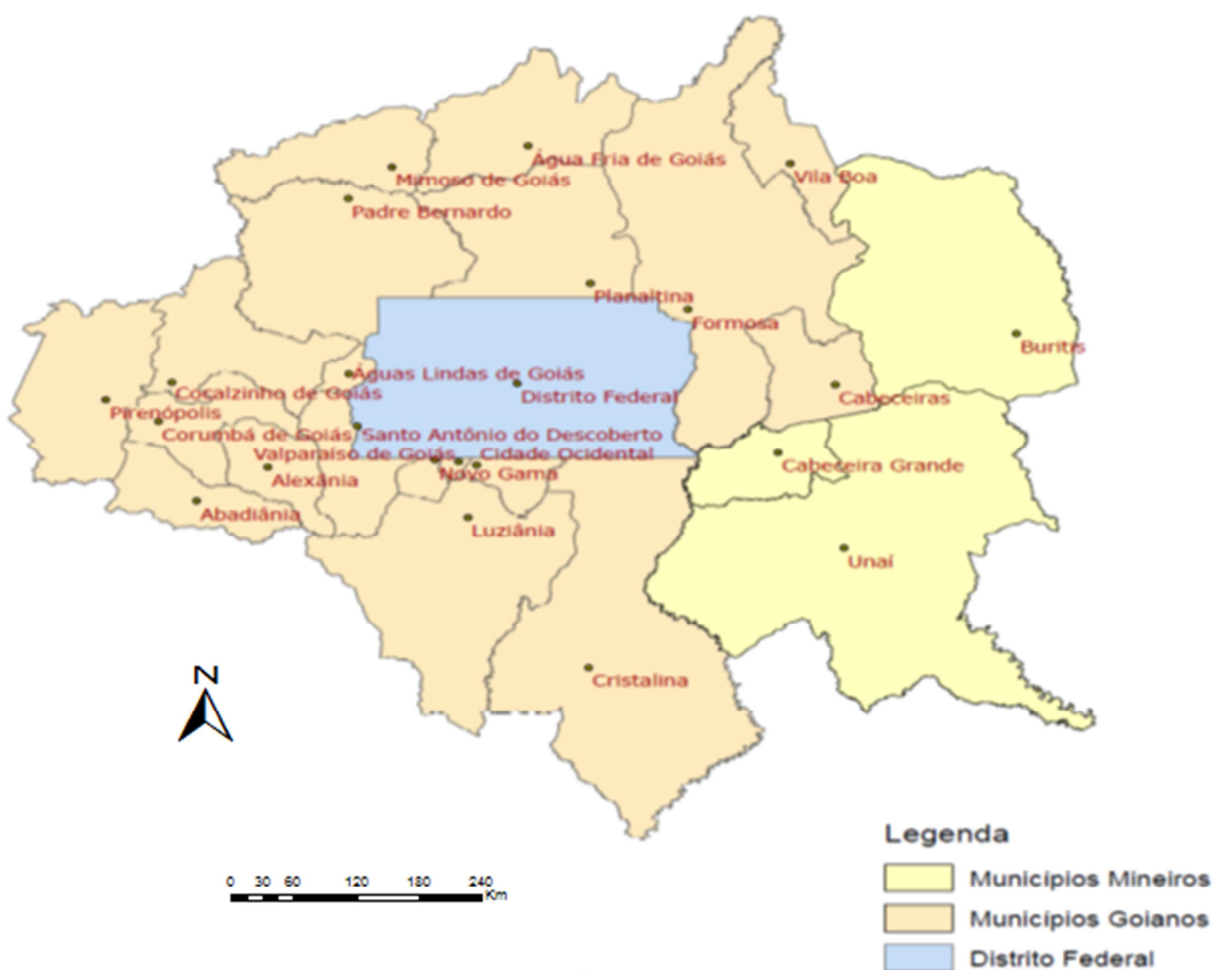 Água Fria de Goiás
Mimoso de Goiás
Vila Boa
Padre Bernardo
Planaltina
Formosa
Buritis
Águas Lindas de Goiás
Cocalzinho de Goiás
Distrito Federal
Cabeceiras
Pirenópolis
Corumbá de Goiás
Santo Antônio do Descoberto
Valparaíso de Goiás
Cidade Ocidental
Cabeceira Grande
Novo Gama
Alexânia
Abadiânia
Luziânia
Unaí
Cristalina
N
0 30 60 120 180 240
Km
Legenda
Municípios Mineiros
Municípios Goianos
Distrito Federal